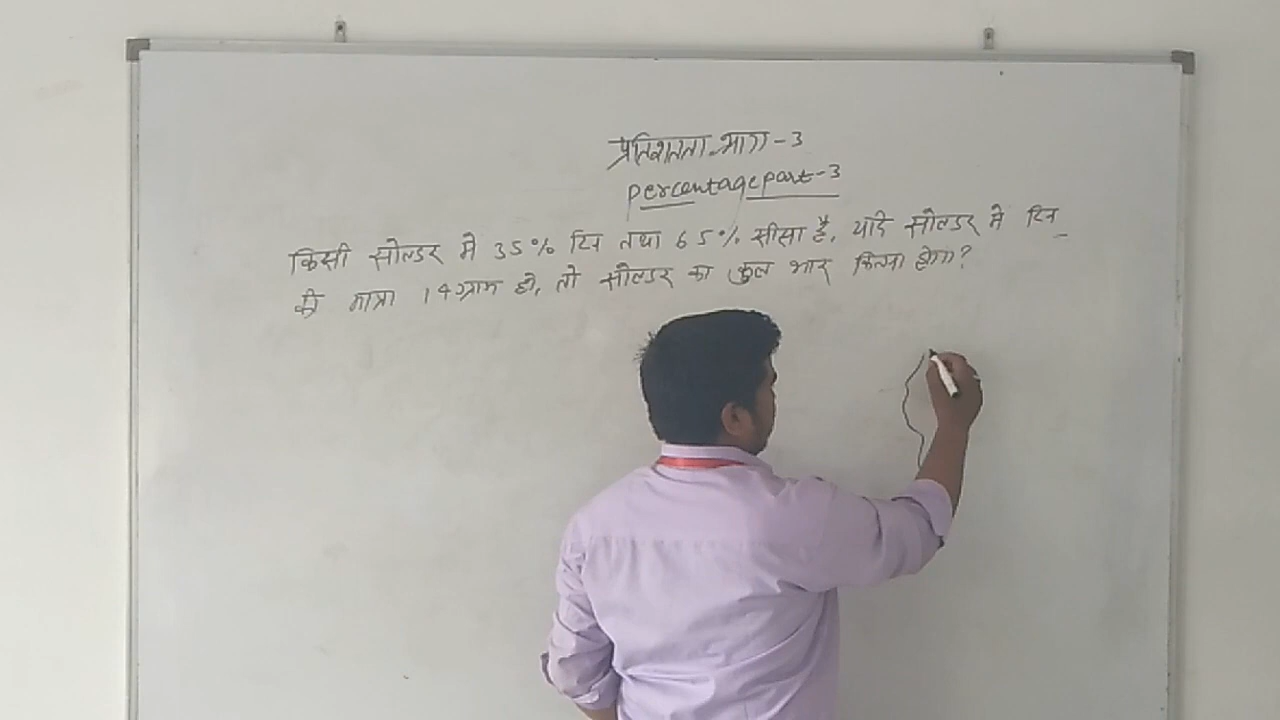 प्रतिशतता भाग-3
percentage part-3
किसी सोल्डर मे 35% टिन तथा 65% सीसा है, यदि सोल्डर मे टिन
की मात्रा 14ग्राम हो, तो सोल्डर का कुल भार कितना होगा?